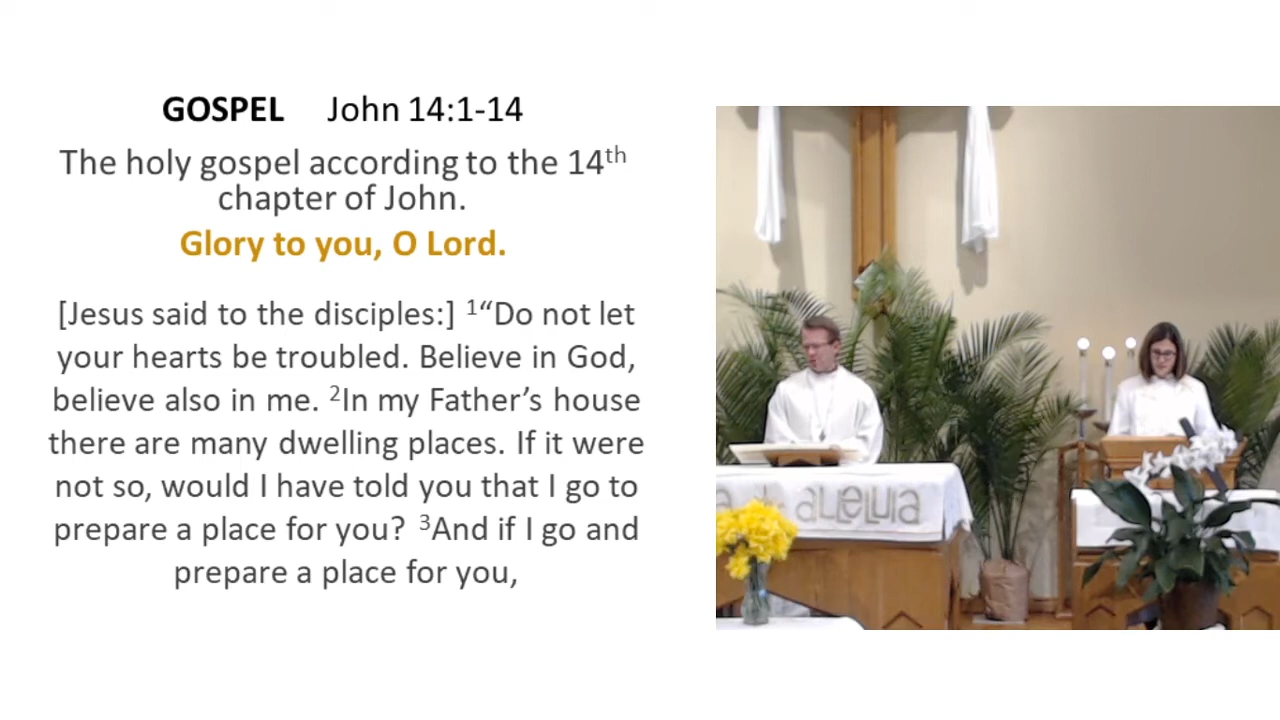 GOSPEL John 14:1-14
The holy gospel according to the 14th
chapter of John.
Glory to you, O Lord.
[Jesus said to the disciples:] 1“Do not let
your hearts be troubled. Believe in God,
believe also in me. 2In my Father’s house
there are many dwelling places. If it were
not so, would I have told you that I go to
prepare a place for you? 3And if I go and
prepare a place for you,
aLLeLuia